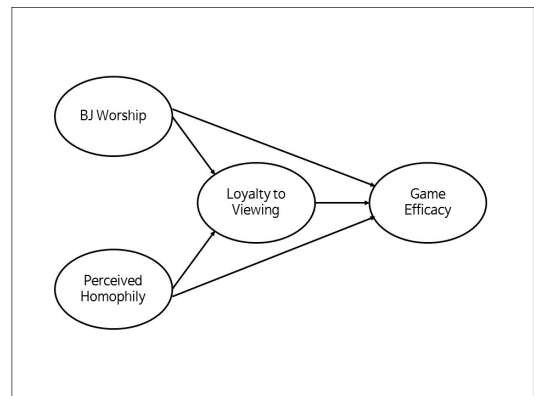 BJ Worship
Loyalty to
Viewing
Game
Efficacy
Perceived
Homophily